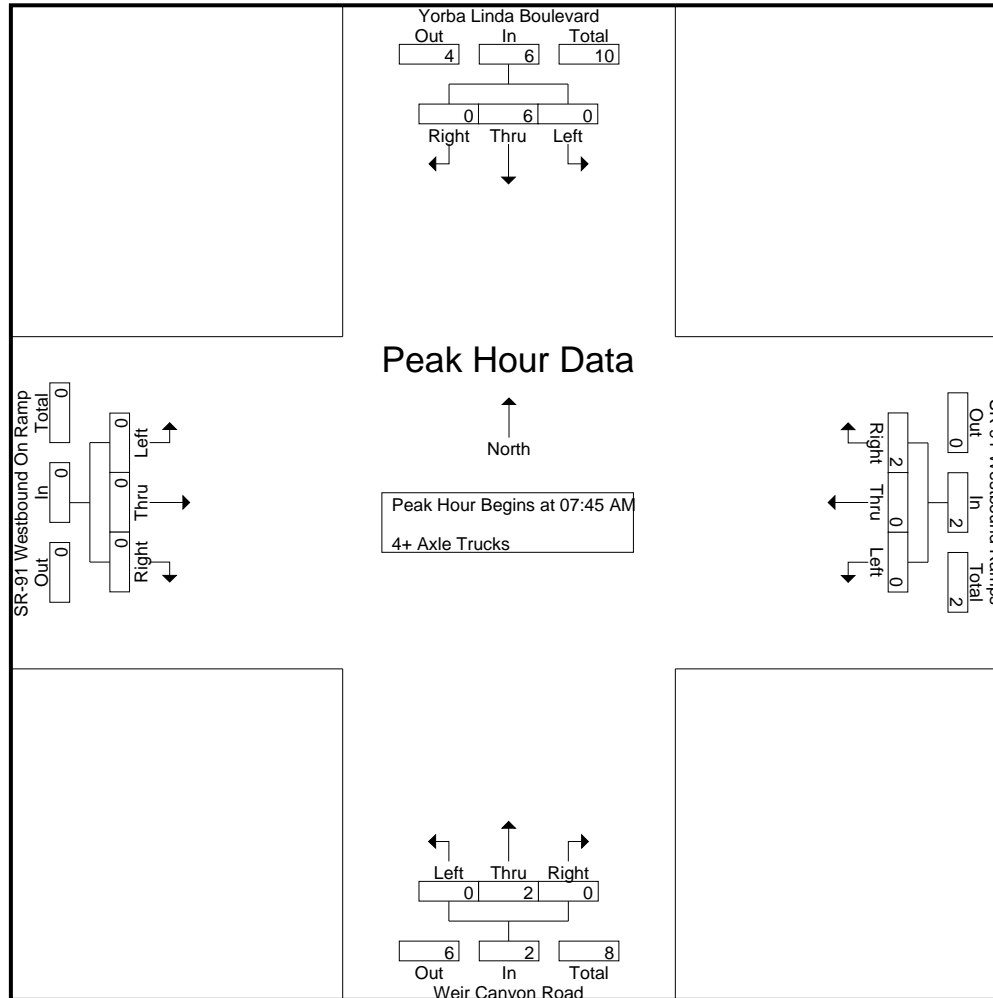 Yorba Linda Boulevard
Out In Total
4 6 10
0 6 0
Right Thru Left
Peak Hour Data
North
Peak Hour Begins at 07:45 AM
4+ Axle Trucks
SR-91 Westbound On Ramp
Total In Out
0 0 0
0 0 0
Left Thru Right
Out In Total
0 2 2
2 0 0
Right Thru Left
Left Thru Right
0 2 0
6 2 8
Out In Total
Weir Canyon Road